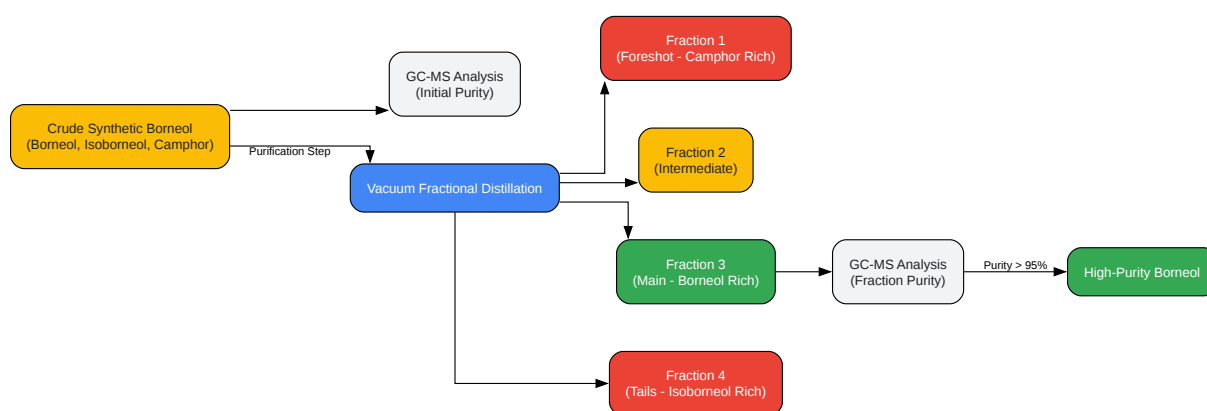 Fraction 1
(Foreshot - Camphor Rich)
GC-MS Analysis
(Initial Purity)
Crude Synthetic Borneol
(Borneol, Isoborneol, Camphor)
Purification Step
Fraction 2
(Intermediate)
Vacuum Fractional Distillation
Fraction 3
(Main - Borneol Rich)
GC-MS Analysis
(Fraction Purity)
Purity > 95%
High-Purity Borneol
Fraction 4
(Tails - Isoborneol Rich)